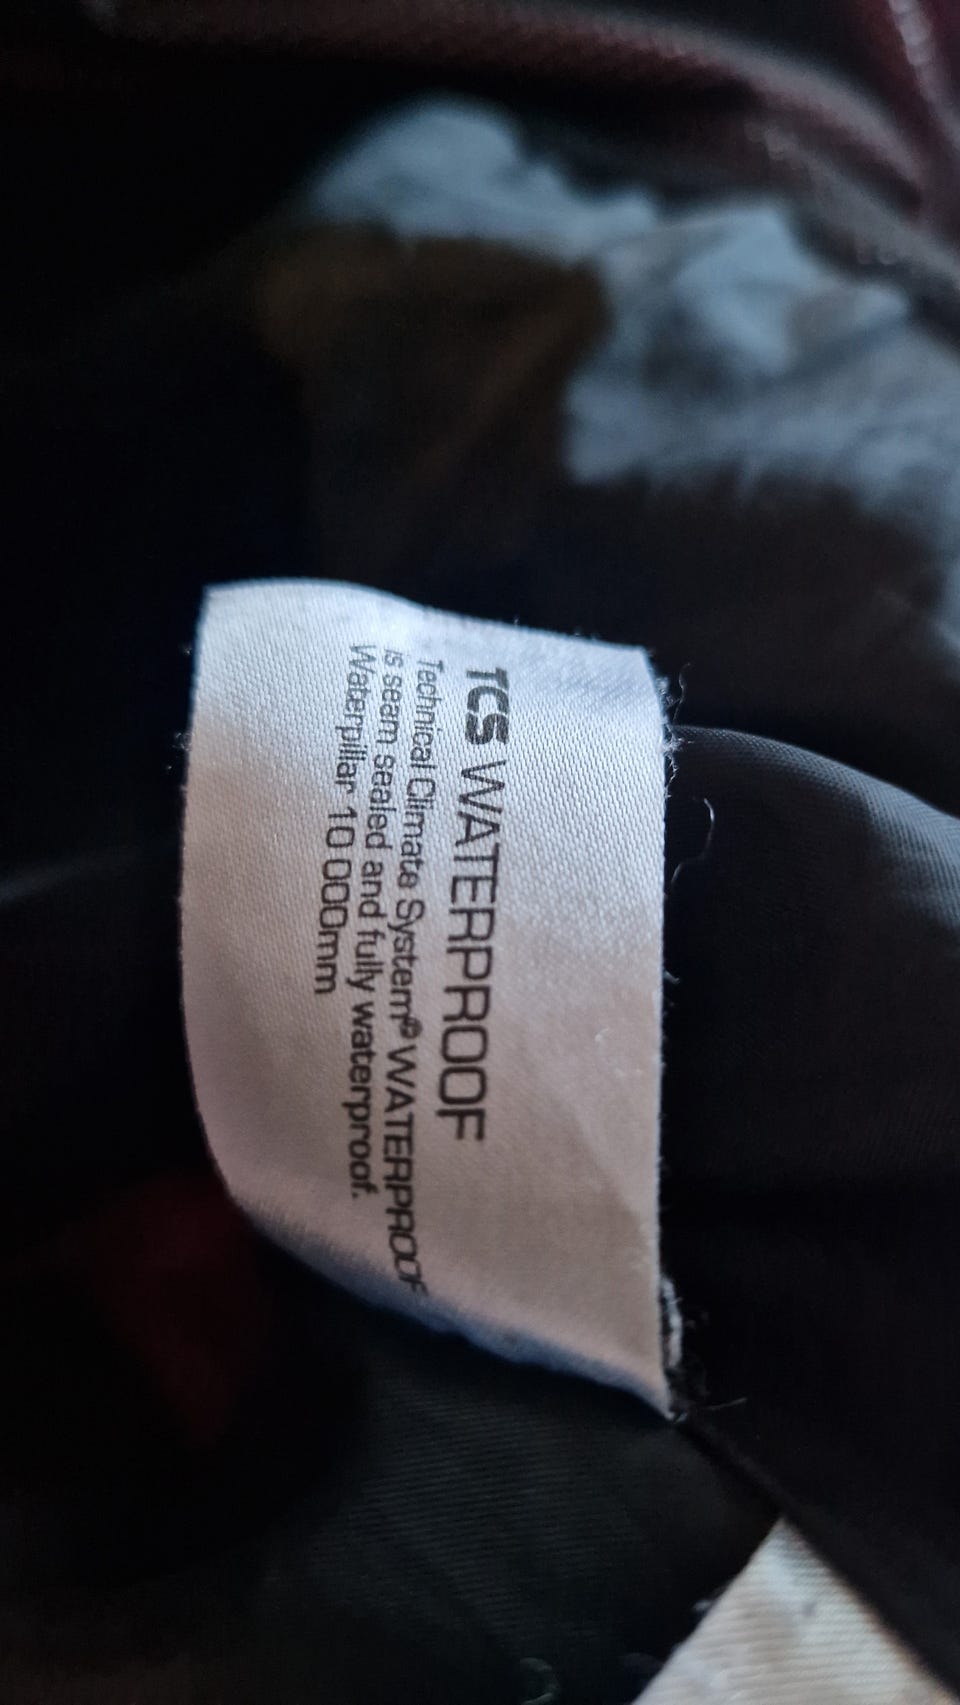 TCS WATERPROOF
Technical Climate System® WATERPROOF
is seam sealed and fully waterproof.
Waterpillar 10 000mm